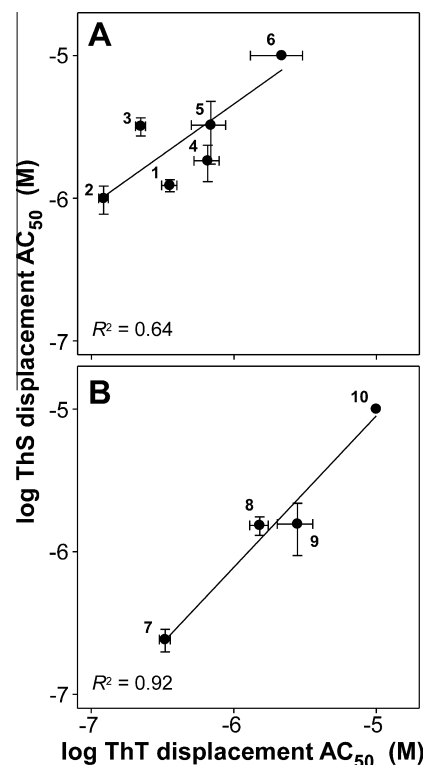 A
-5
6
3
5
4
1
2
-6
R² = 0.64
-7
log ThS displacement AC₅₀ (M)
B
-5
10
8
9
-6
7
R² = 0.92
-7
-7 -6 -5
log ThT displacement AC₅₀ (M)